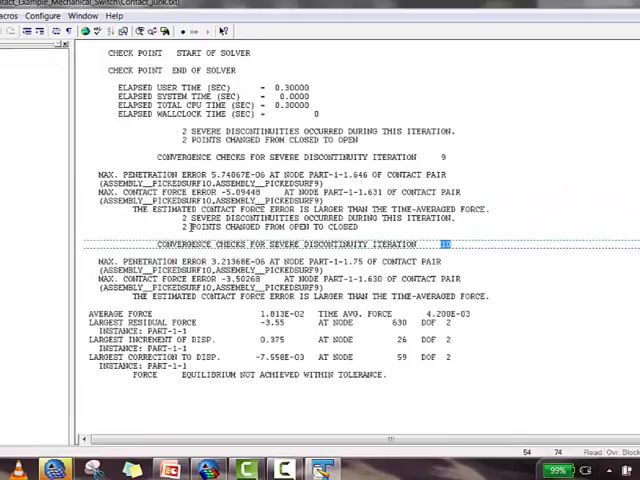 ntact_Example_Mechanical_Switch\Contact_junk.txt)
acros Configure Window Help
CHECK POINT START OF SOLVER
CHECK POINT END OF SOLVER
ELAPSED USER TIME (SEC) = 0.30000
ELAPSED SYSTEM TIME (SEC) = 0.0000
ELAPSED TOTAL CPU TIME (SEC) = 0.30000
ELAPSED WALLCLOCK TIME (SEC) = 0
2 SEVERE DISCONTINUITIES OCCURRED DURING THIS ITERATION.
2 POINTS CHANGED FROM CLOSED TO OPEN
CONVERGENCE CHECKS FOR SEVERE DISCONTINUITY ITERATION 9
MAX. PENETRATION ERROR 5.74067E-06 AT NODE PART-1-1.646 OF CONTACT PAIR
(ASSEMBLY__PICKEDSURF10,ASSEMBLY__PICKEDSURF9)
MAX. CONTACT FORCE ERROR -5.09448 AT NODE PART-1-1.631 OF CONTACT PAIR
(ASSEMBLY__PICKEDSURF10,ASSEMBLY__PICKEDSURF9)
THE ESTIMATED CONTACT FORCE ERROR IS LARGER THAN THE TIME-AVERAGED FORCE.
2 SEVERE DISCONTINUITIES OCCURRED DURING THIS ITERATION.
2 POINTS CHANGED FROM OPEN TO CLOSED
CONVERGENCE CHECKS FOR SEVERE DISCONTINUITY ITERATION 10
MAX. PENETRATION ERROR 3.21368E-06 AT NODE PART-1-1.75 OF CONTACT PAIR
(ASSEMBLY__PICKEDSURF10,ASSEMBLY__PICKEDSURF9)
MAX. CONTACT FORCE ERROR -3.50268 AT NODE PART-1-1.630 OF CONTACT PAIR
(ASSEMBLY__PICKEDSURF10,ASSEMBLY__PICKEDSURF9)
THE ESTIMATED CONTACT FORCE ERROR IS LARGER THAN THE TIME-AVERAGED FORCE.
AVERAGE FORCE 1.813E-02 TIME AVG. FORCE 4.200E-03
LARGEST RESIDUAL FORCE -3.55 AT NODE 630 DOF 2
INSTANCE: PART-1-1
LARGEST INCREMENT OF DISP. 0.375 AT NODE 26 DOF 2
INSTANCE: PART-1-1
LARGEST CORRECTION TO DISP. -7.558E-03 AT NODE 59 DOF 2
INSTANCE: PART-1-1
FORCE EQUILIBRIUM NOT ACHIEVED WITHIN TOLERANCE.
54 74 Read Ovr Block
99%